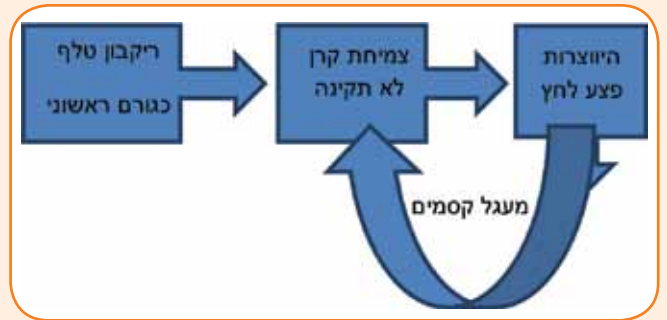 ריקבון טלף
כגורם ראשוני
צמיחת קרן
לא תקינה
היווצרות
פצע לחץ
מעגל קסמים